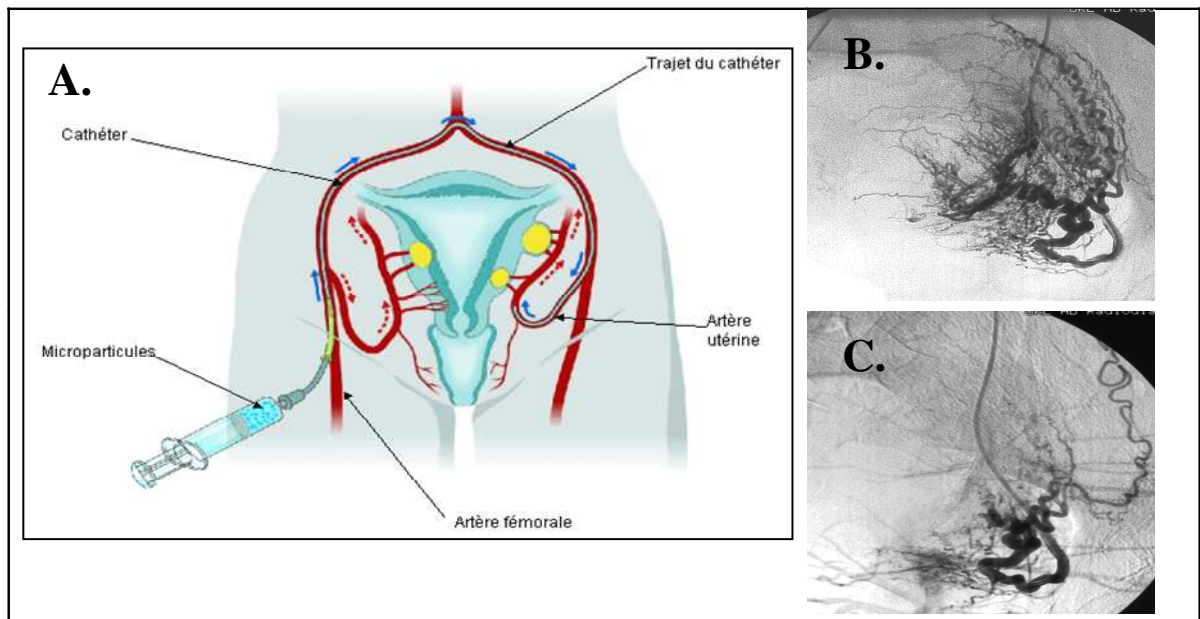 A.
Trajet du cathéter
Cathéter
Artère
utérine
Microparticules
Artère fémorale
B.
C.